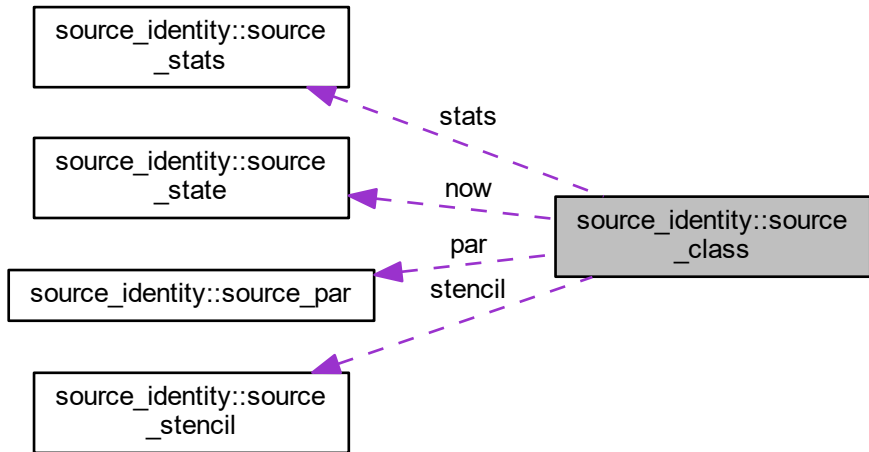 source_identity::source
_stats
stats
source_identity::source
_state
now
source_identity::source
_class
par
source_identity::source_par
stencil
source_identity::source
_stencil